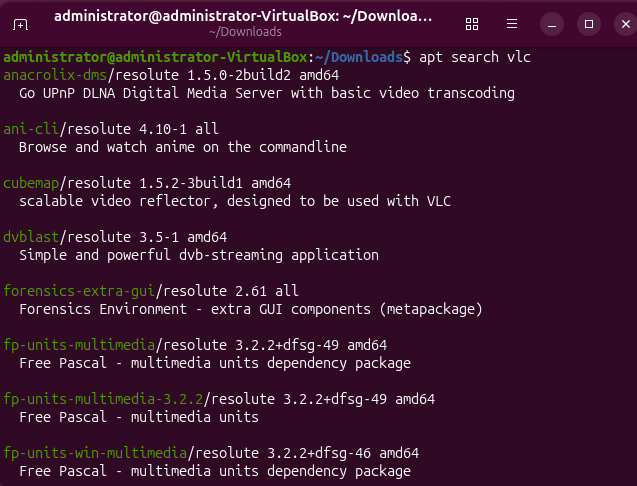 administrator@administrator-VirtualBox: ~/Downloa...
~/Downloads
administrator@administrator-VirtualBox:~/Downloads$ apt search vlc
anacrolix-dms/resolute 1.5.0-2build2 amd64
  Go UPnP DLNA Digital Media Server with basic video transcoding

ani-cli/resolute 4.10-1 all
  Browse and watch anime on the commandline

cubemap/resolute 1.5.2-3build1 amd64
  scalable video reflector, designed to be used with VLC

dvblast/resolute 3.5-1 amd64
  Simple and powerful dvb-streaming application

forensics-extra-gui/resolute 2.61 all
  Forensics Environment - extra GUI components (metapackage)

fp-units-multimedia/resolute 3.2.2+dfsg-49 amd64
  Free Pascal - multimedia units dependency package

fp-units-multimedia-3.2.2/resolute 3.2.2+dfsg-49 amd64
  Free Pascal - multimedia units

fp-units-win-multimedia/resolute 3.2.2+dfsg-46 amd64
  Free Pascal - multimedia units dependency package